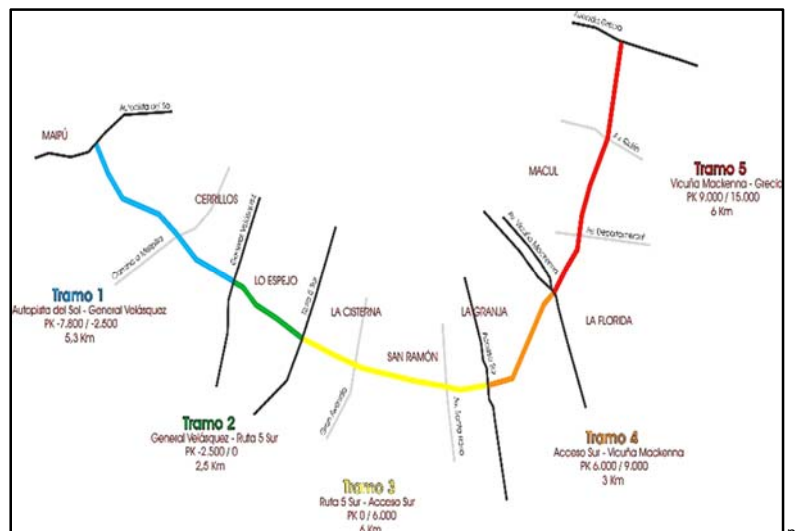 Avenida Grecia
Autopista del So
MAIPÚ
Av. Quilín
MACUL
Tramo 5
Vicuña Mackenna - Grecia
PK 9.000 / 15.000
6 Km
CERRILLOS
General Velásquez
Av. Vicuña Mackenna
Av. Departamental
Camino a Melipilla
LO ESPEJO
Ruta 5 Sur
Tramo 1
Autopista del Sol - General Velásquez
PK -7.800 / -2.500
5,3 Km
LA CISTERNA
LA GRANJA
LA FLORIDA
Acceso Sur
SAN RAMÓN
Gran Avenida
Av. Santa Rosa
Tramo 2
General Velásquez - Ruta 5 Sur
PK -2.500 / 0
2,5 Km
Tramo 4
Acceso Sur - Vicuña Mackenna
PK 6.000 / 9.000
3 Km
Tramo 3
Ruta 5 Sur - Acceso Sur
PK 0 / 6.000
6 Km